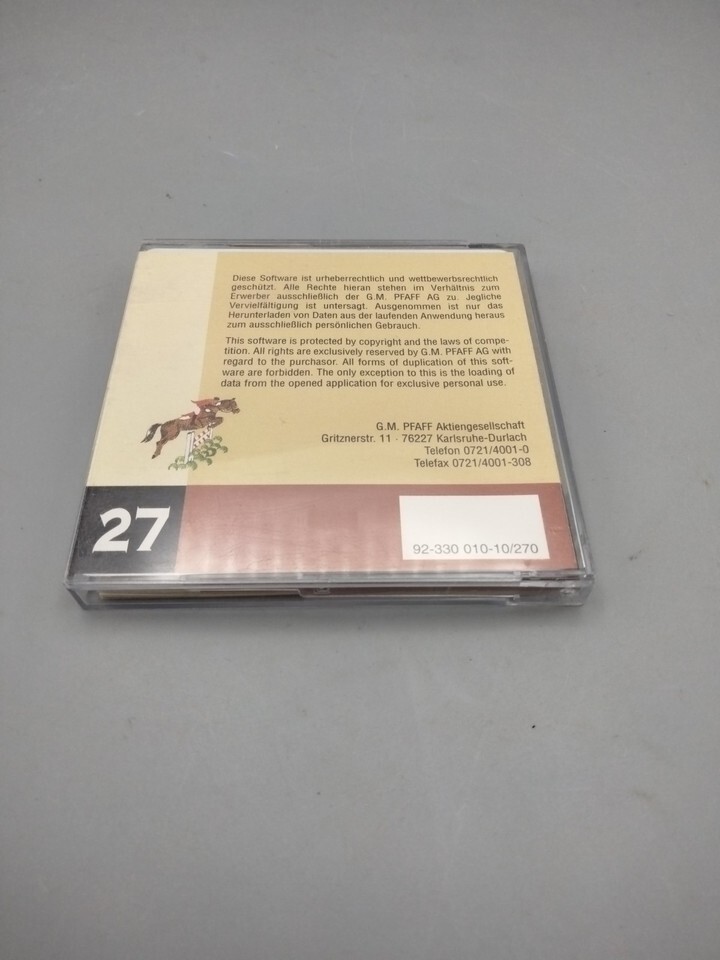 Diese Software ist urheberrechtlich und wettbewerbsrechtlich
geschützt. Alle Rechte hieran stehen im Verhältnis zum
Erwerber ausschließlich der G.M. PFAFF AG zu. Jegliche
Vervielfältigung ist untersagt. Ausgenommen ist nur das
Herunterladen von Daten aus der laufenden Anwendung heraus
zum ausschließlich persönlichen Gebrauch.
This software is protected by copyright and the laws of compe-
tition. All rights are exclusively reserved by G.M. PFAFF AG with
regard to the purchasor. All forms of duplication of this soft-
ware are forbidden. The only exception to this is the loading of
data from the opened application for exclusive personal use.
G.M. PFAFF Aktiengesellschaft
Gritznerstr. 11 · 76227 Karlsruhe-Durlach
Telefon 0721/4001-0
Telefax 0721/4001-308
27
92-330 010-10/270